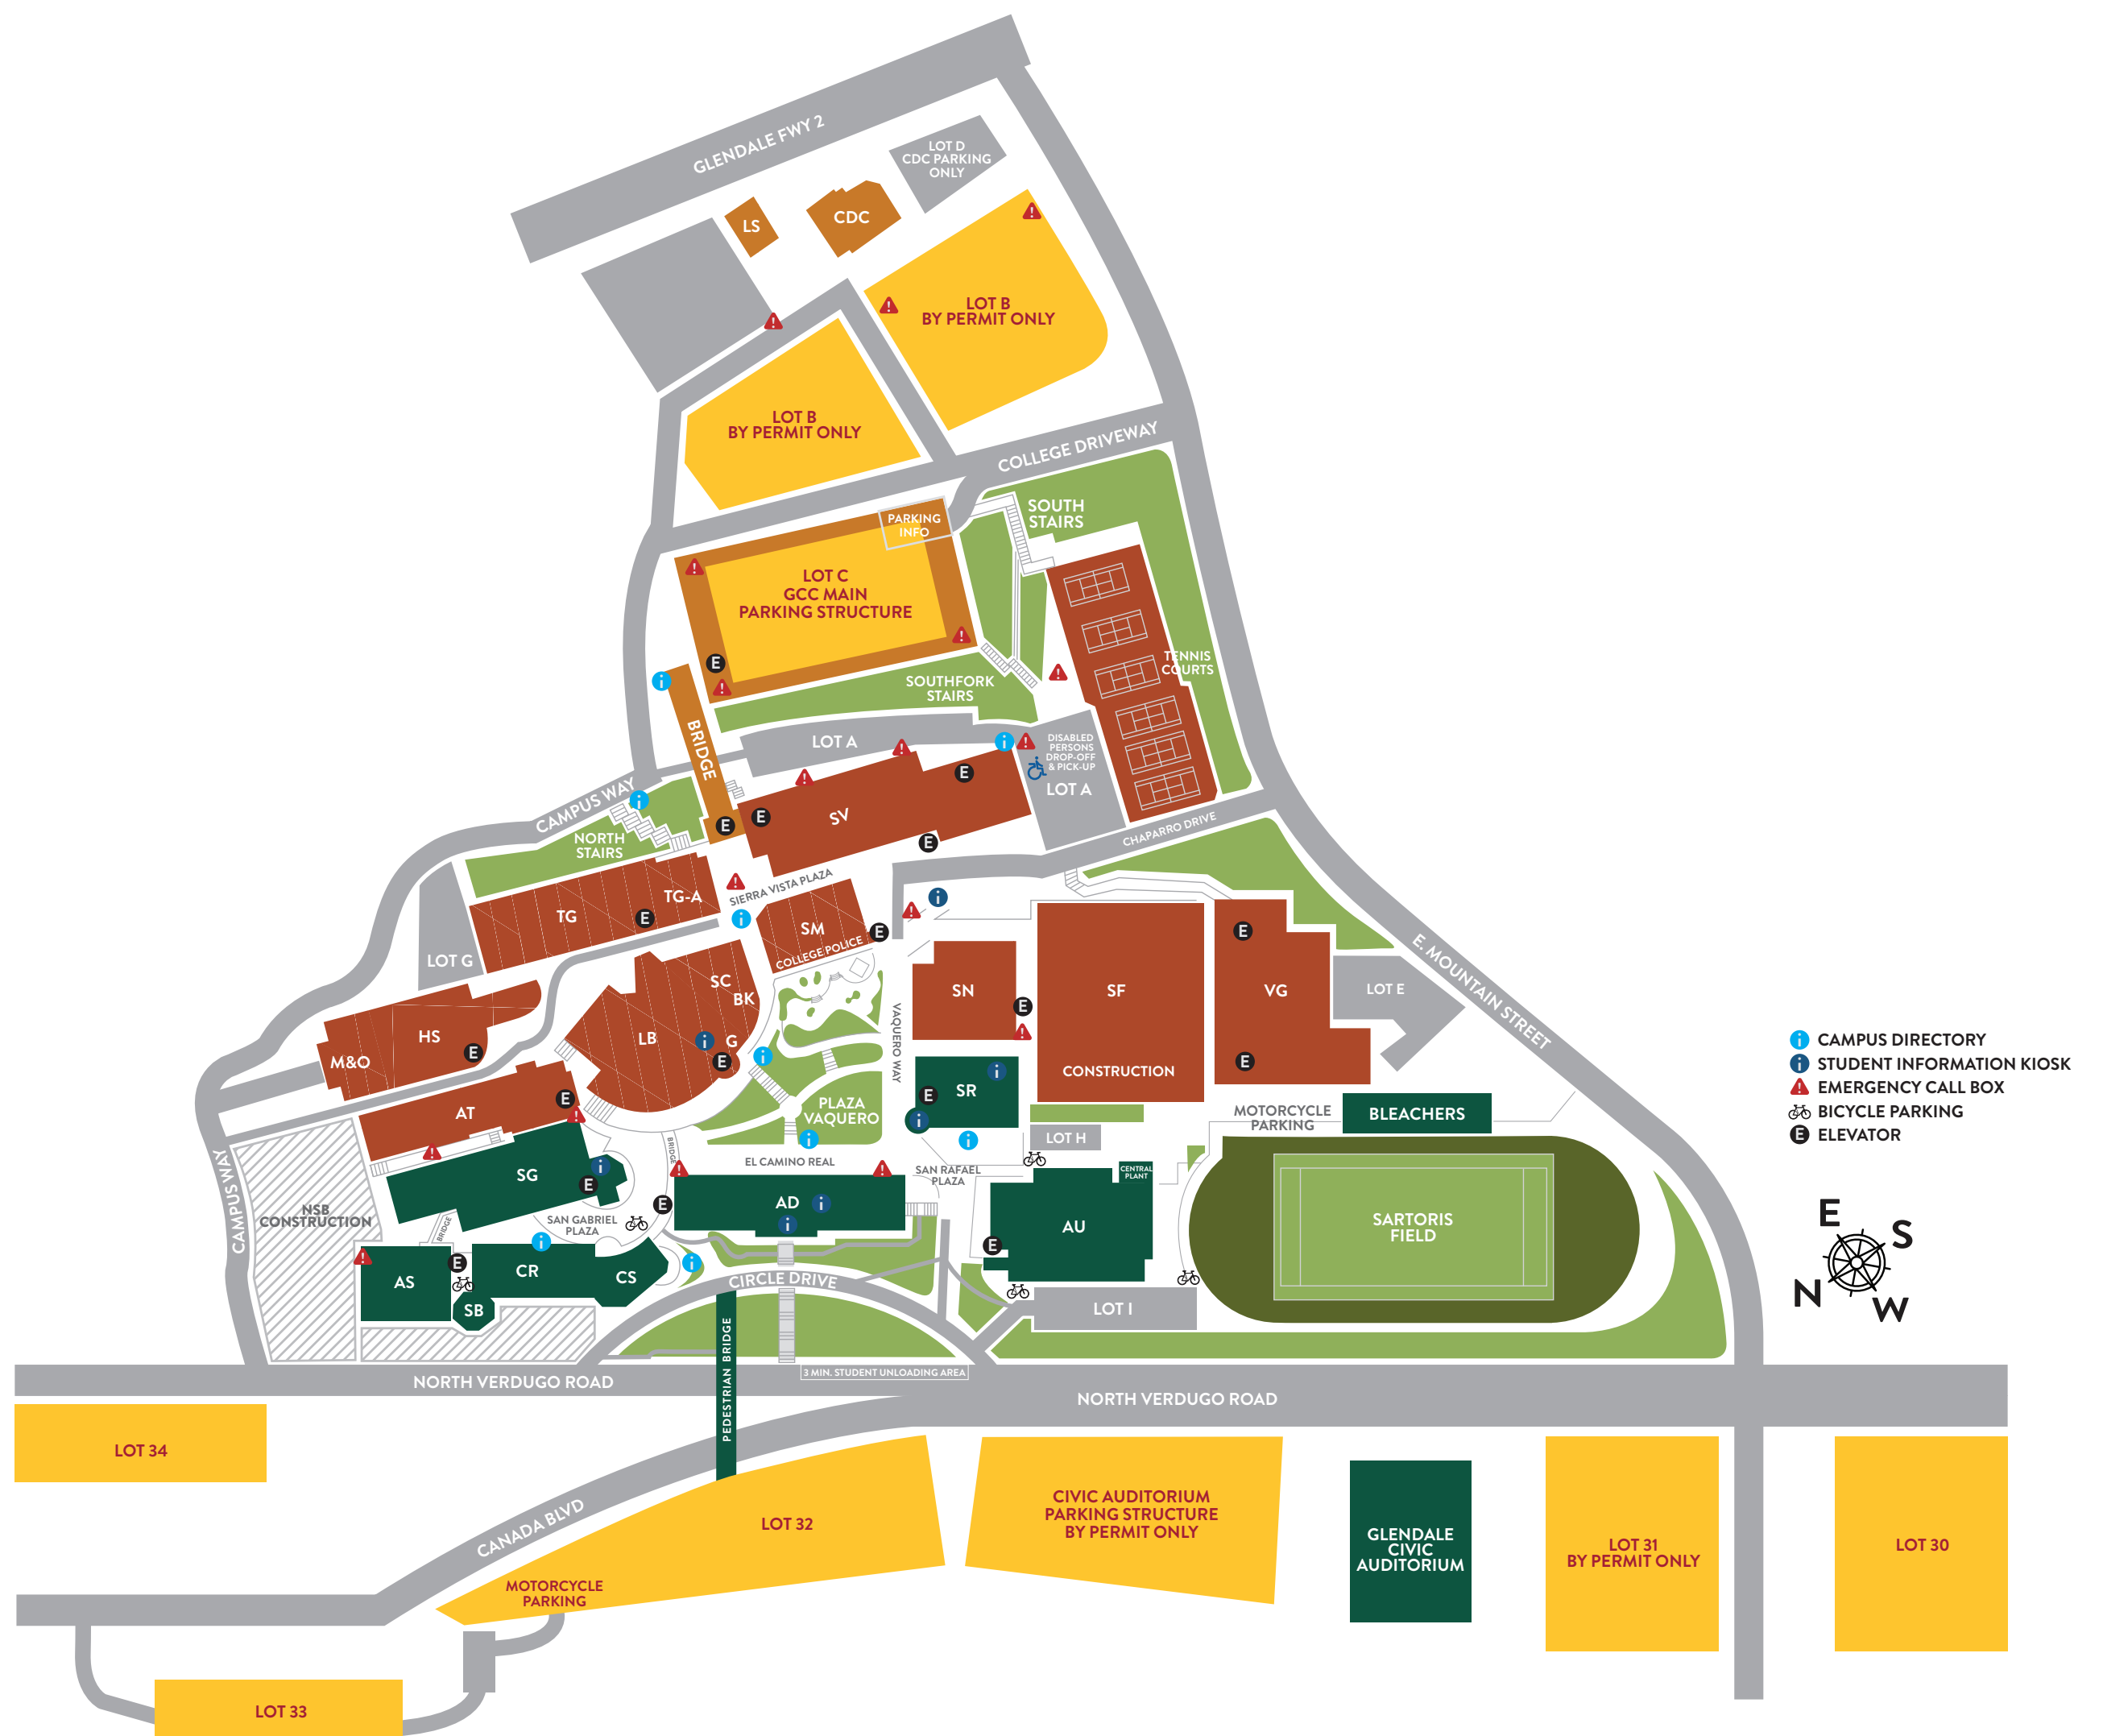 GLENDALE FWY 2
LOT D
CDC PARKING
ONLY
LS
CDC
LOT B
BY PERMIT ONLY
LOT B
BY PERMIT ONLY
COLLEGE DRIVEWAY
SOUTH
STAIRS
PARKING
INFO
LOT C
GCC MAIN
PARKING STRUCTURE
E
TENNIS
COURTS
SOUTHFORK
STAIRS
BRIDGE
LOT A
DISABLED
PERSONS
DROP-OFF
& PICK-UP
LOT A
E
E
E
E
SV
CAMPUS WAY
NORTH
STAIRS
CHAPARRO DRIVE
SIERRA VISTA PLAZA
TG
TG-A
E
SM
COLLEGE POLICE
E
LOT G
SC
BK
LB
G
E
SN
E
SF
CONSTRUCTION
VG
E
E
LOT E
E. MOUNTAIN STREET
HS
E
M&O
VAQUERO WAY
AT
E
PLAZA
VAQUERO
SR
E
LOT H
MOTORCYCLE
PARKING
BLEACHERS
CAMPUS DIRECTORY
STUDENT INFORMATION KIOSK
EMERGENCY CALL BOX
BICYCLE PARKING
E ELEVATOR
BRIDGE
EL CAMINO REAL
SAN RAFAEL
PLAZA
CENTRAL
PLANT
SG
E
AD
E
AU
E
SARTORIS
FIELD
CAMPUS WAY
NSB
CONSTRUCTION
BRIDGE
SAN GABRIEL
PLAZA
AS
E
CR
CS
SB
CIRCLE DRIVE
LOT I
E
S
N
W
PEDESTRIAN BRIDGE
3 MIN. STUDENT UNLOADING AREA
NORTH VERDUGO ROAD
NORTH VERDUGO ROAD
LOT 34
CANADA BLVD
LOT 32
MOTORCYCLE
PARKING
CIVIC AUDITORIUM
PARKING STRUCTURE
BY PERMIT ONLY
GLENDALE
CIVIC
AUDITORIUM
LOT 31
BY PERMIT ONLY
LOT 30
LOT 33